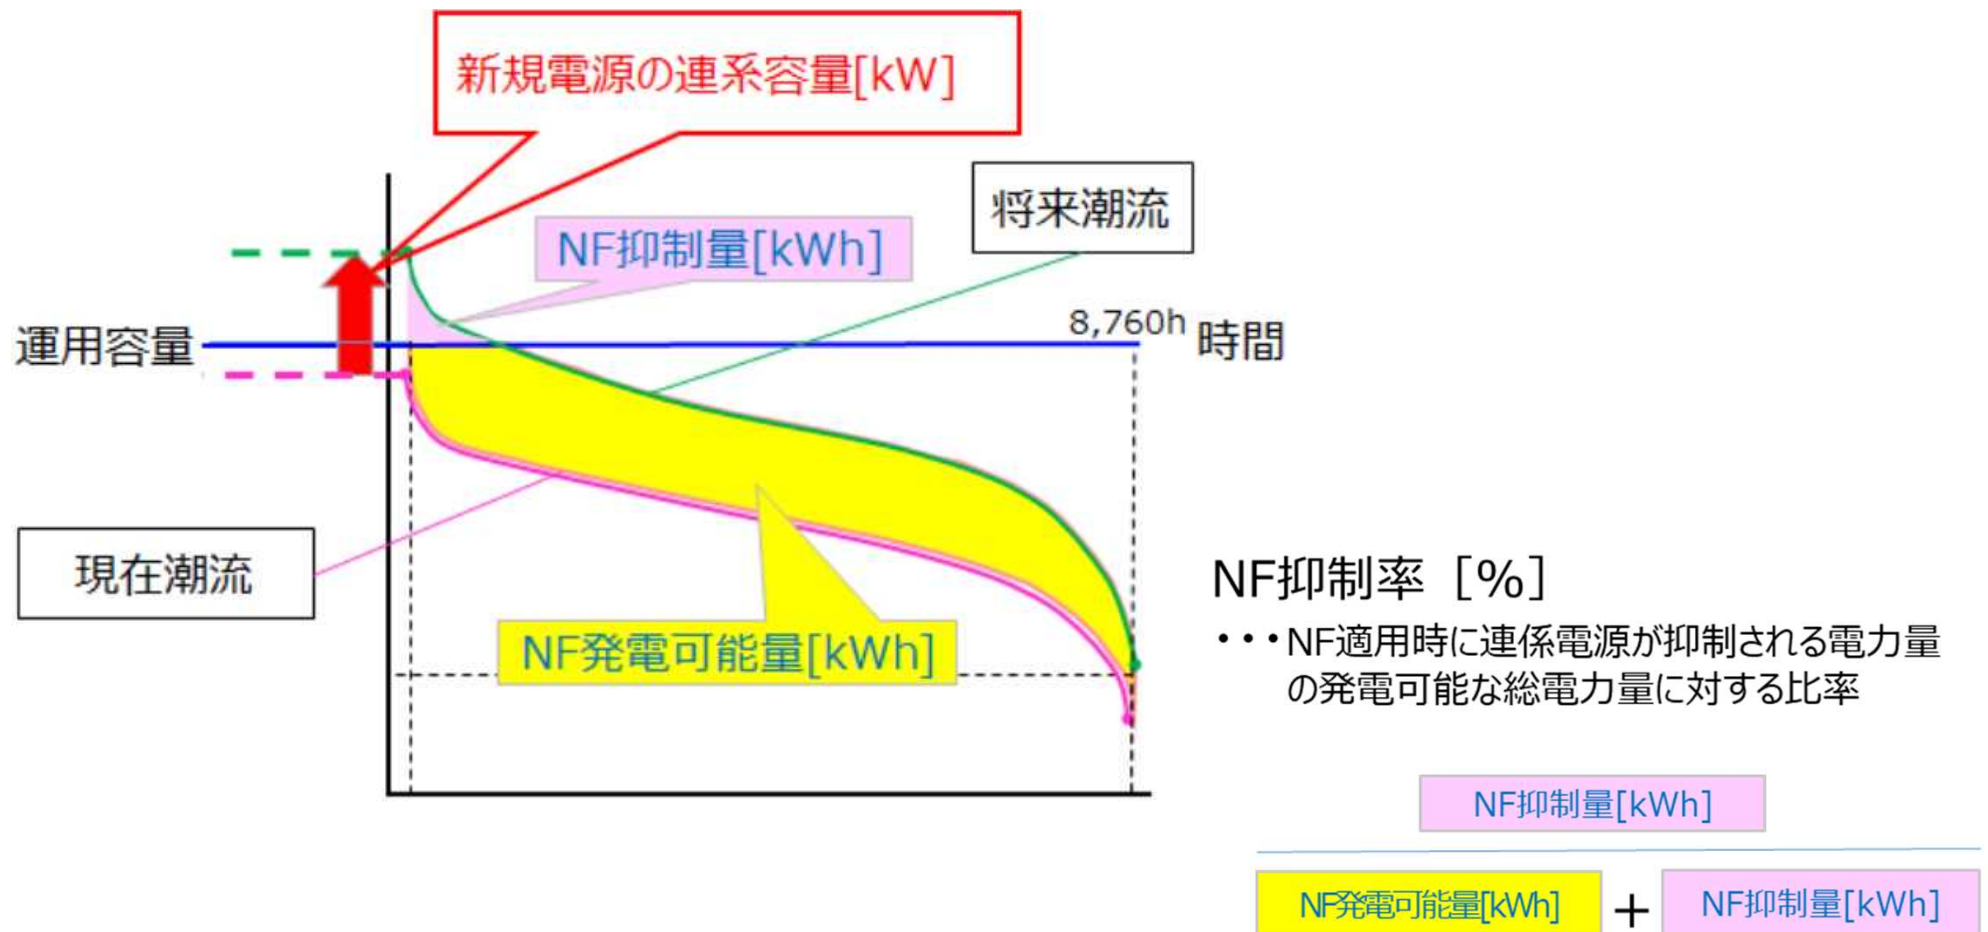 新規電源の連系容量[kW]
将来潮流
NF抑制量[kWh]
8,760h
運用容量
時間
現在潮流
NF発電可能量[kWh]
NF抑制率［%］
・・・NF適用時に連係電源が抑制される電力量
の発電可能な総電力量に対する比率
NF抑制量[kWh]
NF発電可能量[kWh] + NF抑制量[kWh]